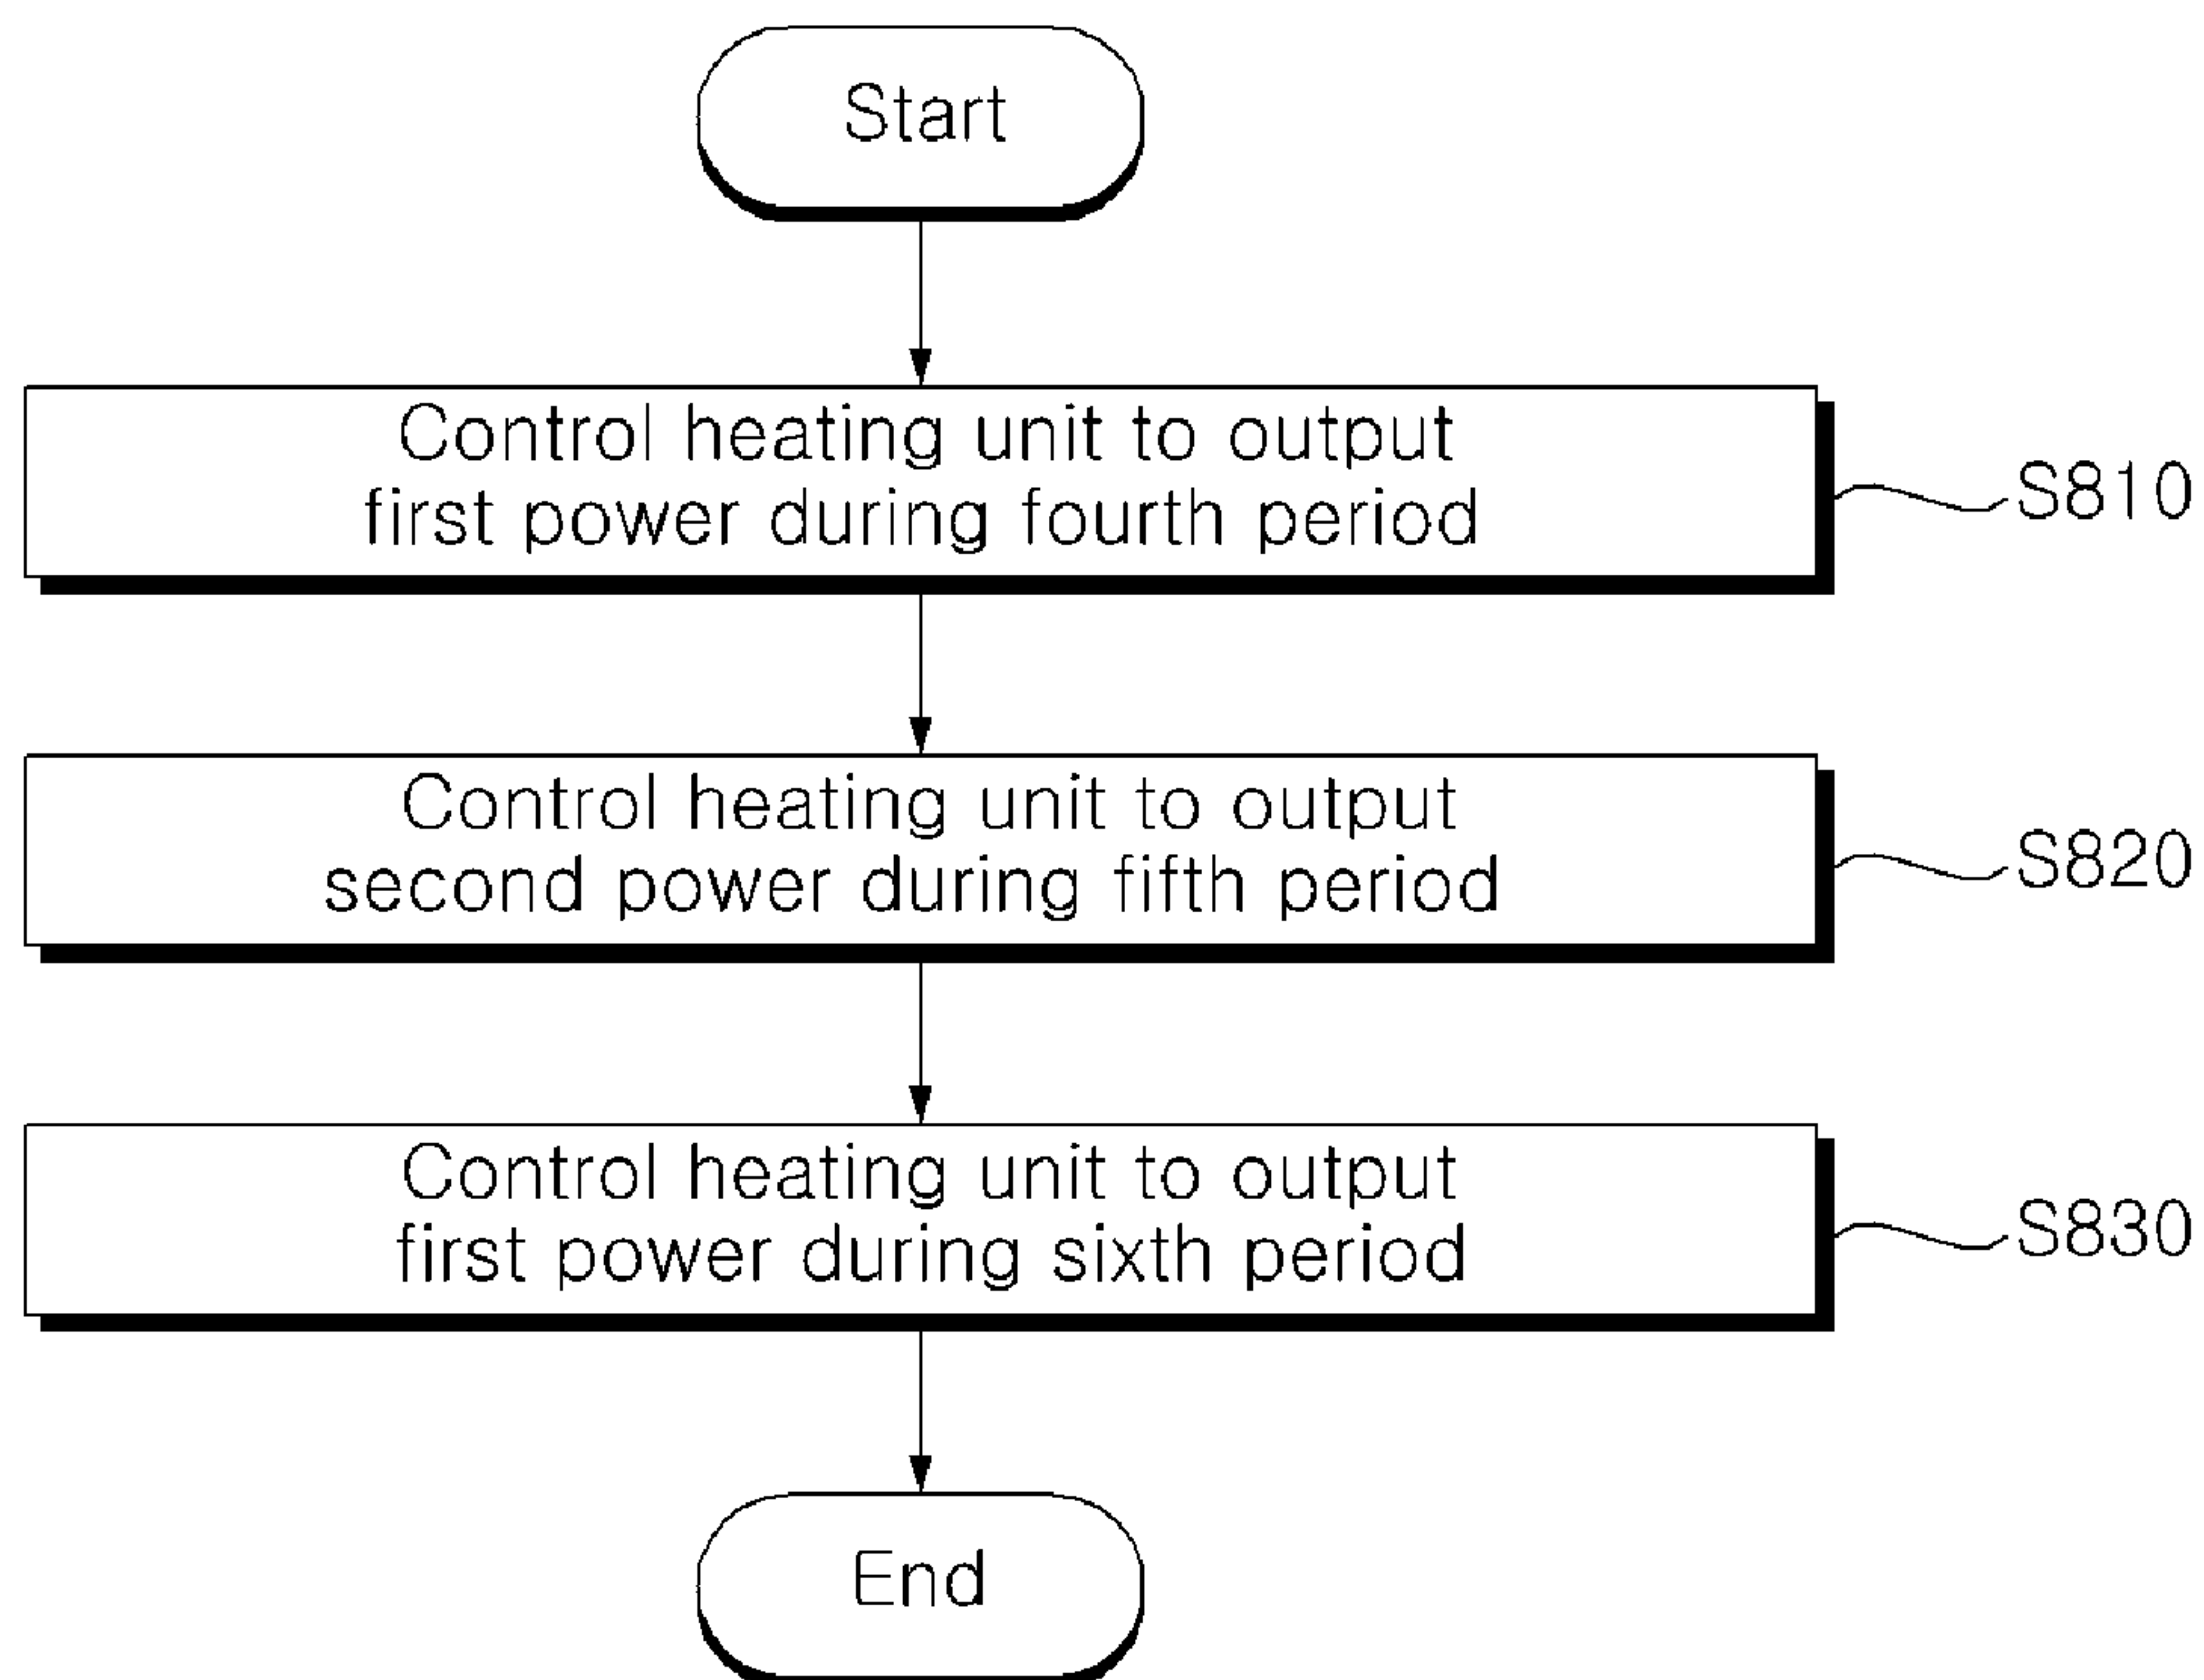 Start
Control heating unit to output
first power during fourth period
S810
Control heating unit to output
second power during fifth period
S820
Control heating unit to output
first power during sixth period
S830
End